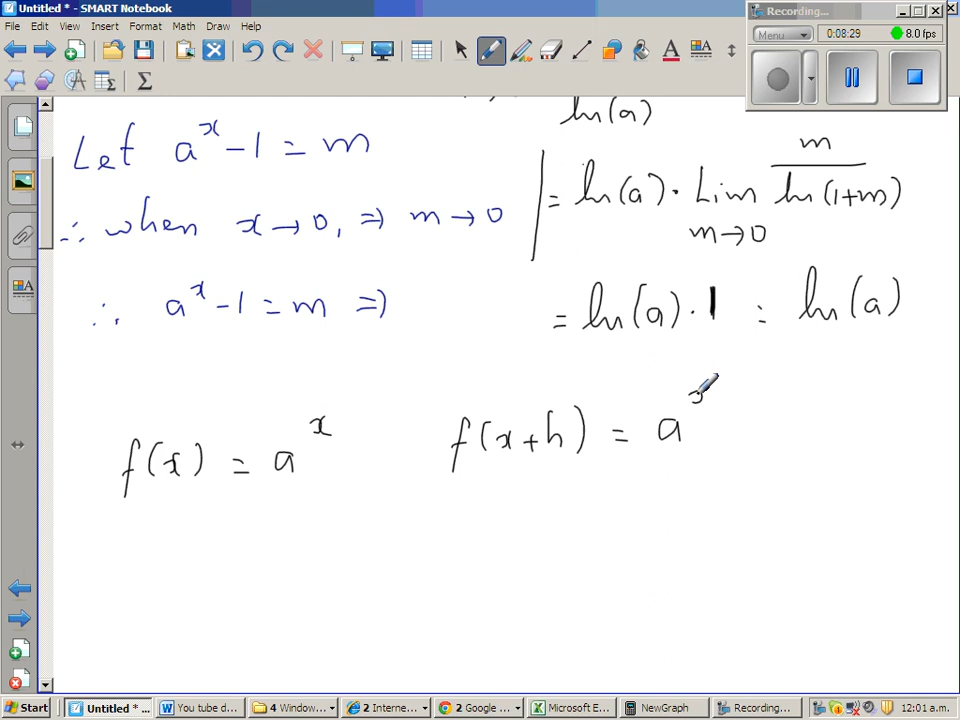 Untitled * - SMART Notebook
File Edit View Insert Format Math Draw Help
Recording...
Menu
0:08:29
8.0 fps
ln(a)
Let a^x -1 = m
= ln(a) · Lim m / ln(1+m)
m→0
∴ when x→0, ⇒ m→0
∴ a^x -1 = m ⇒
= ln(a) · 1 = ln(a)
f(x) = a^x
f(x+h) = a
Start
Untitled * ...
You tube d...
4 Window...
2 Interne...
2 Google ...
Microsoft E...
NewGraph
Recording...
12:01 a.m.